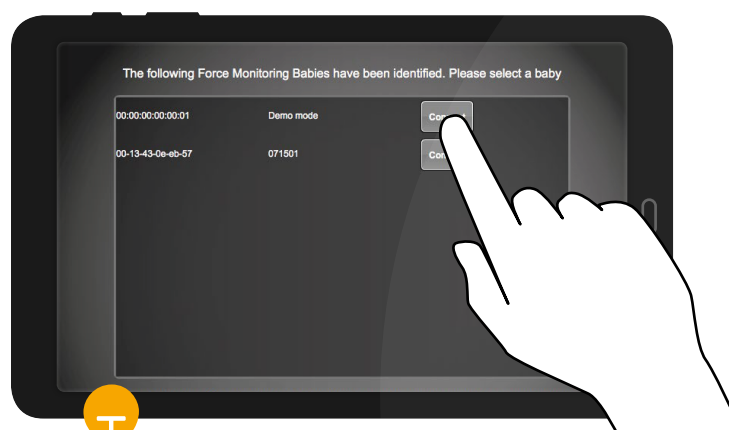 The following Force Monitoring Babies have been identified. Please select a baby
00:00:00:00:00:01 Demo mode
00-13-43-0e-eb-57 071501